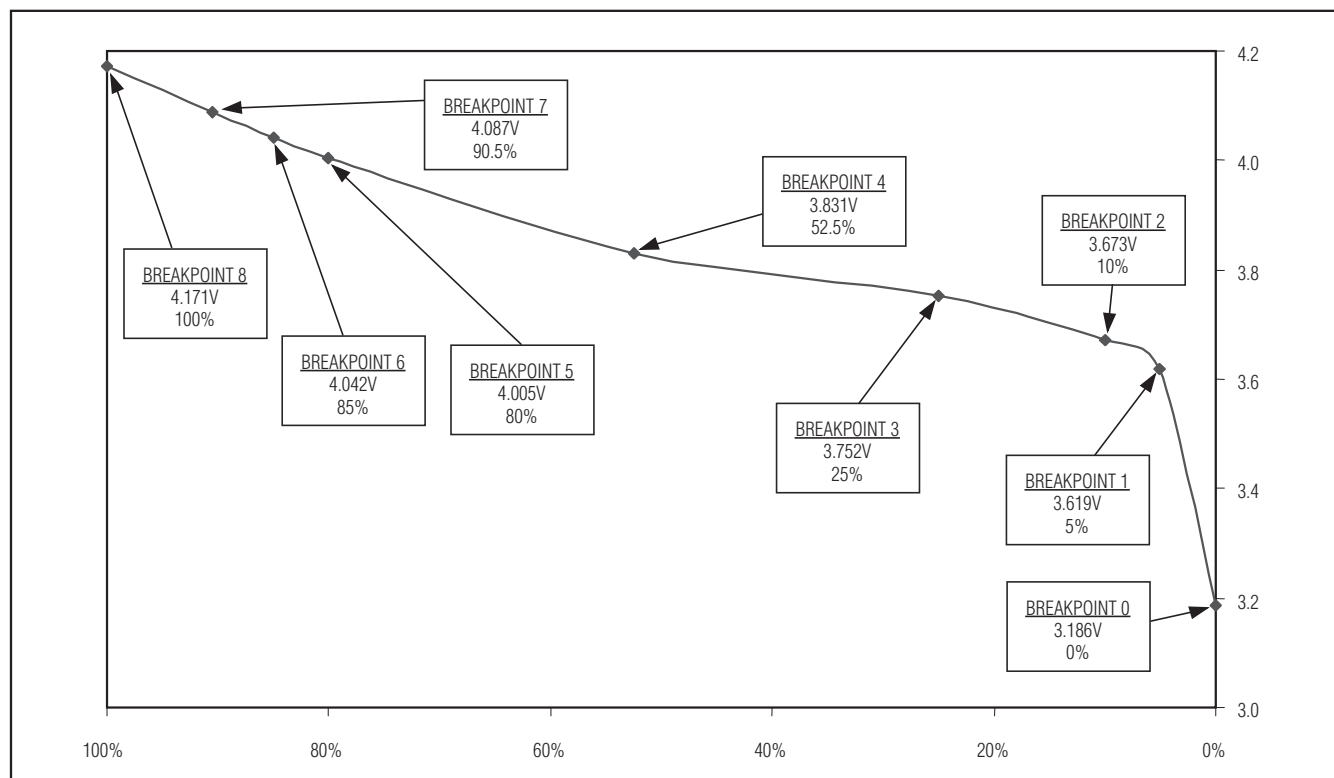 4.2
BREAKPOINT 7
4.087V
90.5%
4.0
BREAKPOINT 4
3.831V
52.5%
BREAKPOINT 2
3.673V
10%
BREAKPOINT 8
4.171V
100%
3.8
BREAKPOINT 6
4.042V
85%
BREAKPOINT 5
4.005V
80%
3.6
BREAKPOINT 3
3.752V
25%
BREAKPOINT 1
3.619V
5%
3.4
BREAKPOINT 0
3.186V
0%
3.2
3.0
100%
80%
60%
40%
20%
0%